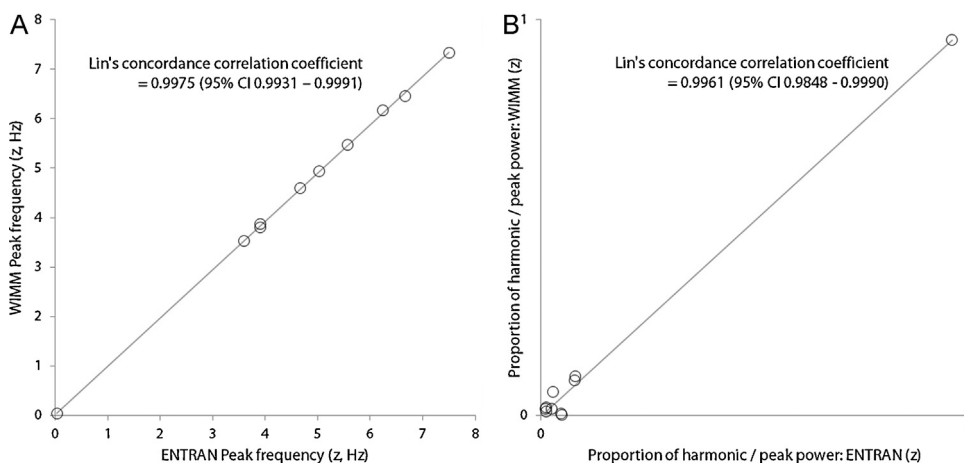 A
8
Lin's concordance correlation coefficient
= 0.9975 (95% CI 0.9931 – 0.9991)
7
6
5
4
3
2
1
0
WIMM Peak frequency (z, Hz)
0 1 2 3 4 5 6 7 8
ENTRAN Peak frequency (z, Hz)
B
1
Lin's concordance correlation coefficient
= 0.9961 (95% CI 0.9848 - 0.9990)
Proportion of harmonic / peak power: WIMM (z)
0
0
Proportion of harmonic / peak power: ENTRAN (z)